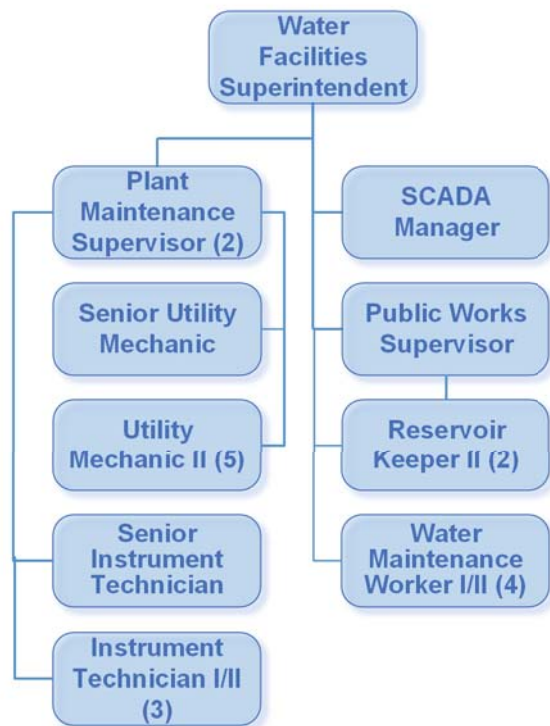 Water
Facilities
Superintendent
Plant
Maintenance
Supervisor (2)
SCADA
Manager
Senior Utility
Mechanic
Public Works
Supervisor
Utility
Mechanic II (5)
Reservoir
Keeper II (2)
Senior
Instrument
Technician
Water
Maintenance
Worker I/II (4)
Instrument
Technician I/II
(3)